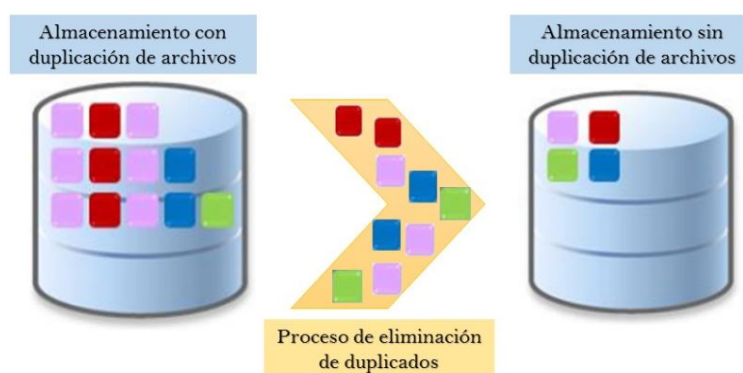 Almacenamiento con
duplicación de archivos
Almacenamiento sin
duplicación de archivos
Proceso de eliminación
de duplicados